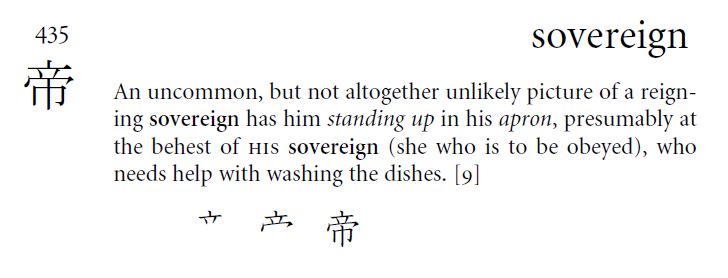 435
sovereign
帝
An uncommon, but not altogether unlikely picture of a reign-
ing sovereign has him standing up in his apron, presumably at
the behest of HIS sovereign (she who is to be obeyed), who
needs help with washing the dishes. [9]
亠 产 帝